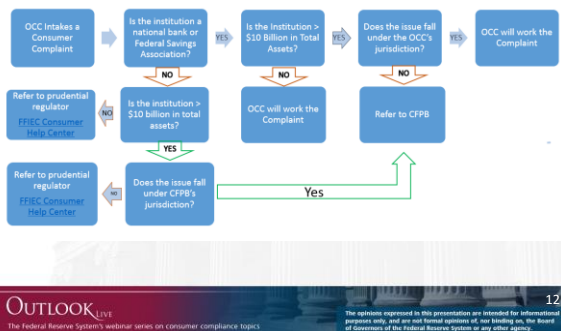 OCC Intakes a
Consumer
Complaint
Is the institution a
national bank or
Federal Savings
Association?
YES
Is the Institution >
$10 Billion in Total
Assets?
YES
Does the issue fall
under the OCC's
jurisdiction?
YES
OCC will work the
Complaint
NO
NO
NO
Refer to prudential
regulator
FFIEC Consumer
Help Center
NO
Is the institution >
$10 billion in total
assets?
OCC will work the
Complaint
Refer to CFPB
YES
Refer to prudential
regulator
FFIEC Consumer
Help Center
NO
Does the issue fall
under CFPB's
jurisdiction?
Yes
12
OUTLOOK LIVE
The Federal Reserve System's webinar series on consumer compliance topics
The opinions expressed in this presentation are intended for informational
purposes only, and are not formal opinions of, nor binding on, the Board
of Governors of the Federal Reserve System or any other agency.